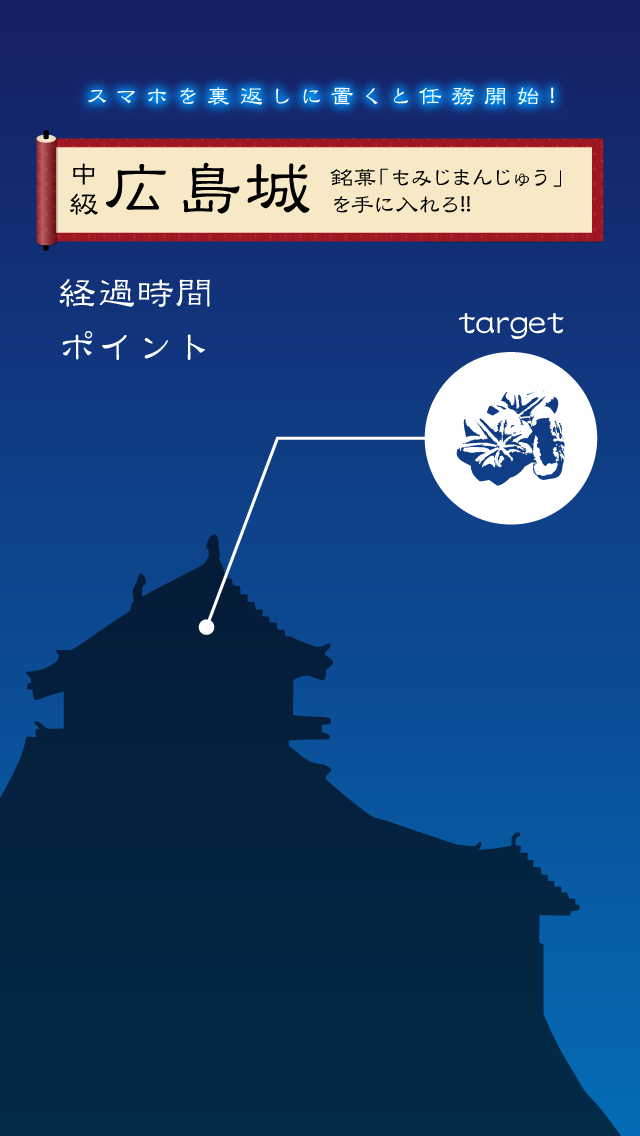 スマホを裏返しに置くと任務開始!
中級
広島城
銘菓「もみじまんじゅう」
を手に入れろ!!
経過時間
ポイント
target